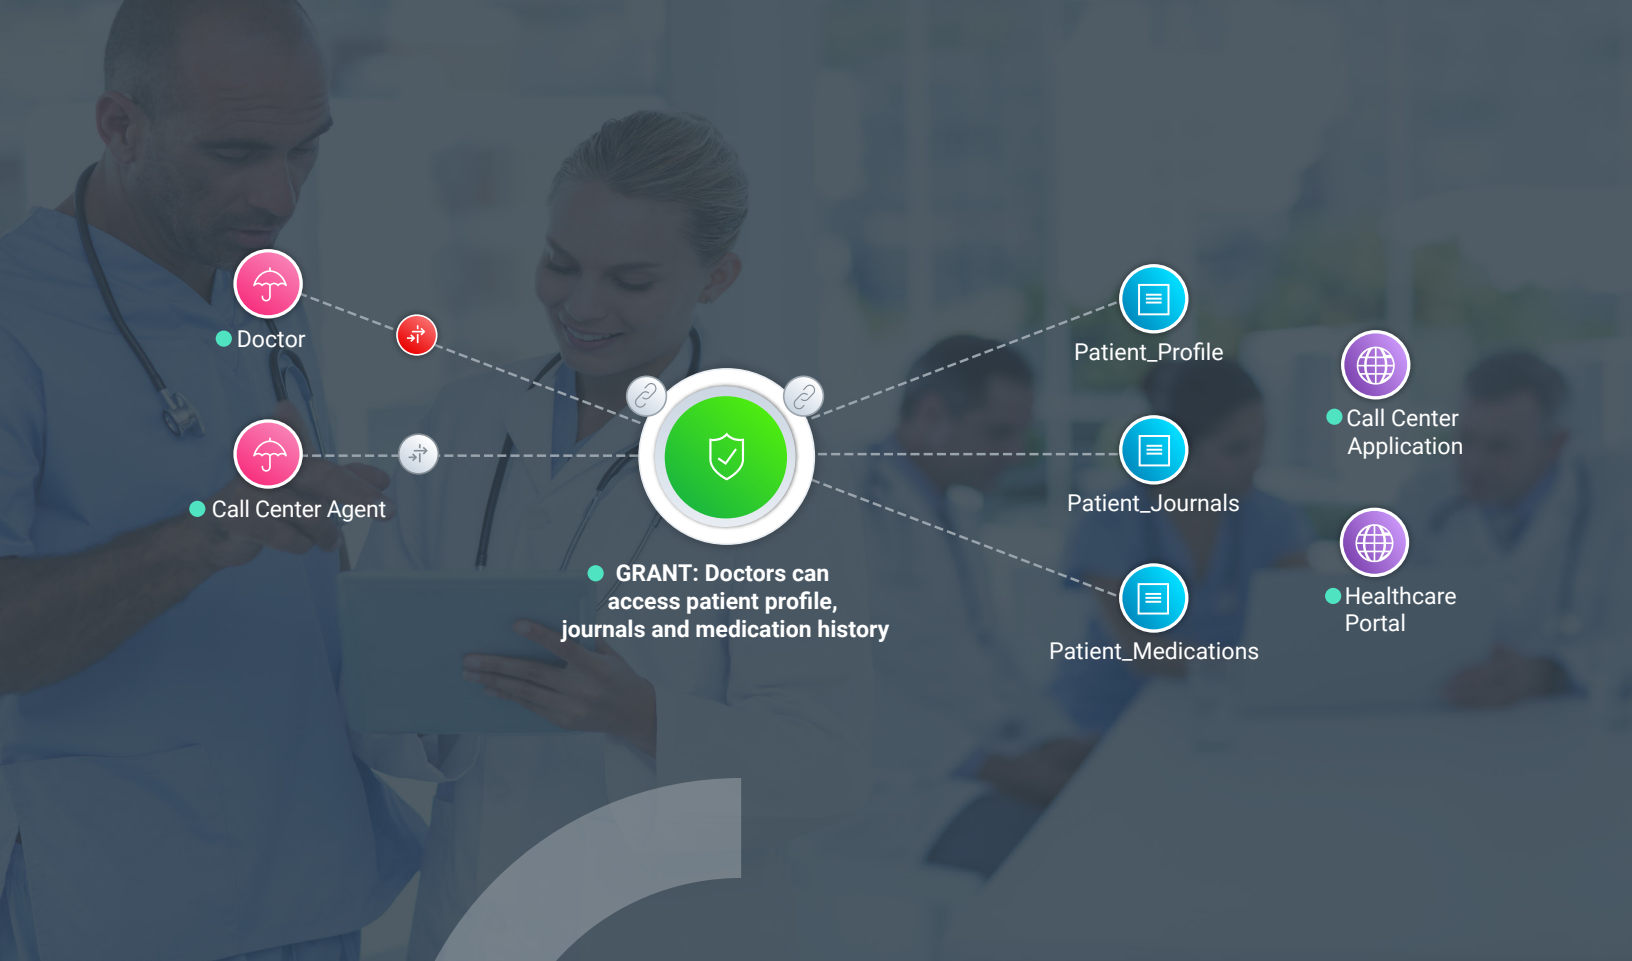 Doctor
Call Center Agent
GRANT: Doctors can
access patient profile,
journals and medication history
Patient_Profile
Patient_Journals
Patient_Medications
Call Center
Application
Healthcare
Portal